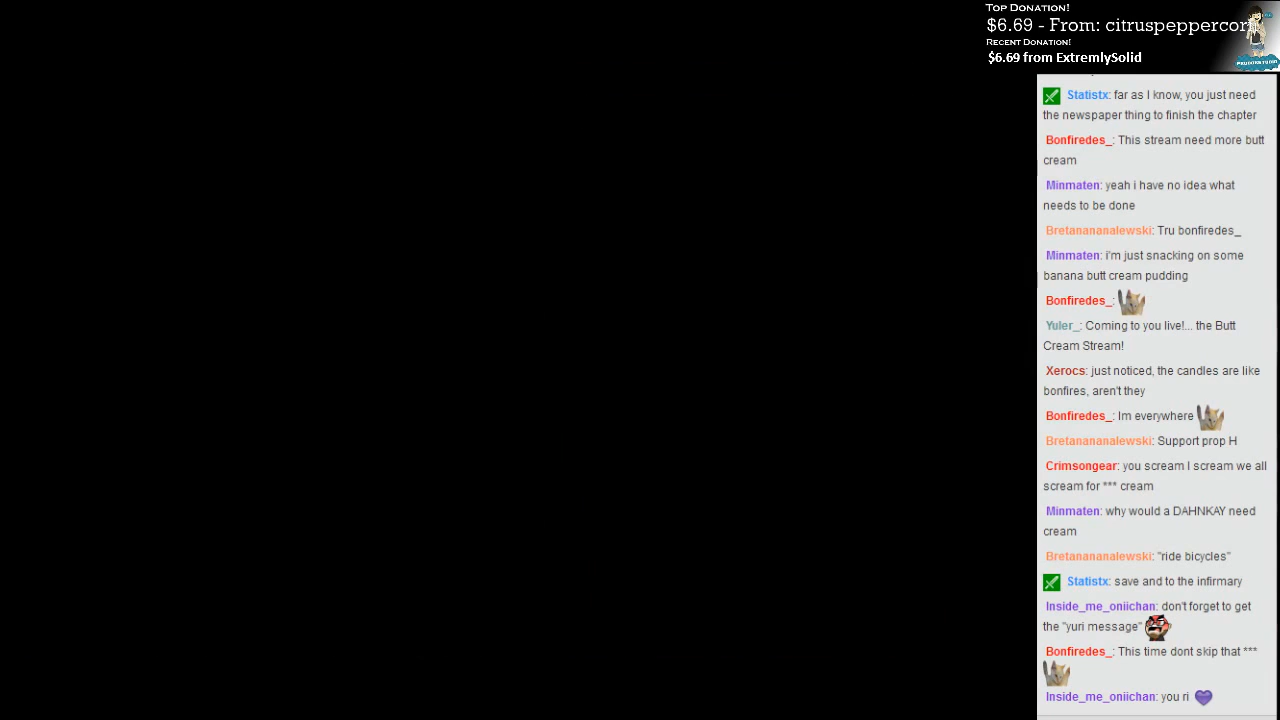 Top Donation!
$6.69 - From: citruspeppercor
Recent Donation!
$6.69 from ExtremlySolid
Statistx: far as I know, you just need
the newspaper thing to finish the chapter
Bonfiredes_: This stream need more butt
cream
Minmaten: yeah i have no idea what
needs to be done
Bretanananalewski: Tru bonfiredes_
Minmaten: i'm just snacking on some
banana butt cream pudding
Bonfiredes_:
Yuler_: Coming to you live!... the Butt
Cream Stream!
Xerocs: just noticed, the candles are like
bonfires, aren't they
Bonfiredes_: Im everywhere
Bretanananalewski: Support prop H
Crimsongear: you scream I scream we all
scream for *** cream
Minmaten: why would a DAHNKAY need
cream
Bretanananalewski: "ride bicycles"
Statistx: save and to the infirmary
Inside_me_oniichan: don't forget to get
the "yuri message"
Bonfiredes_: This time dont skip that ***
Inside_me_oniichan: you ri